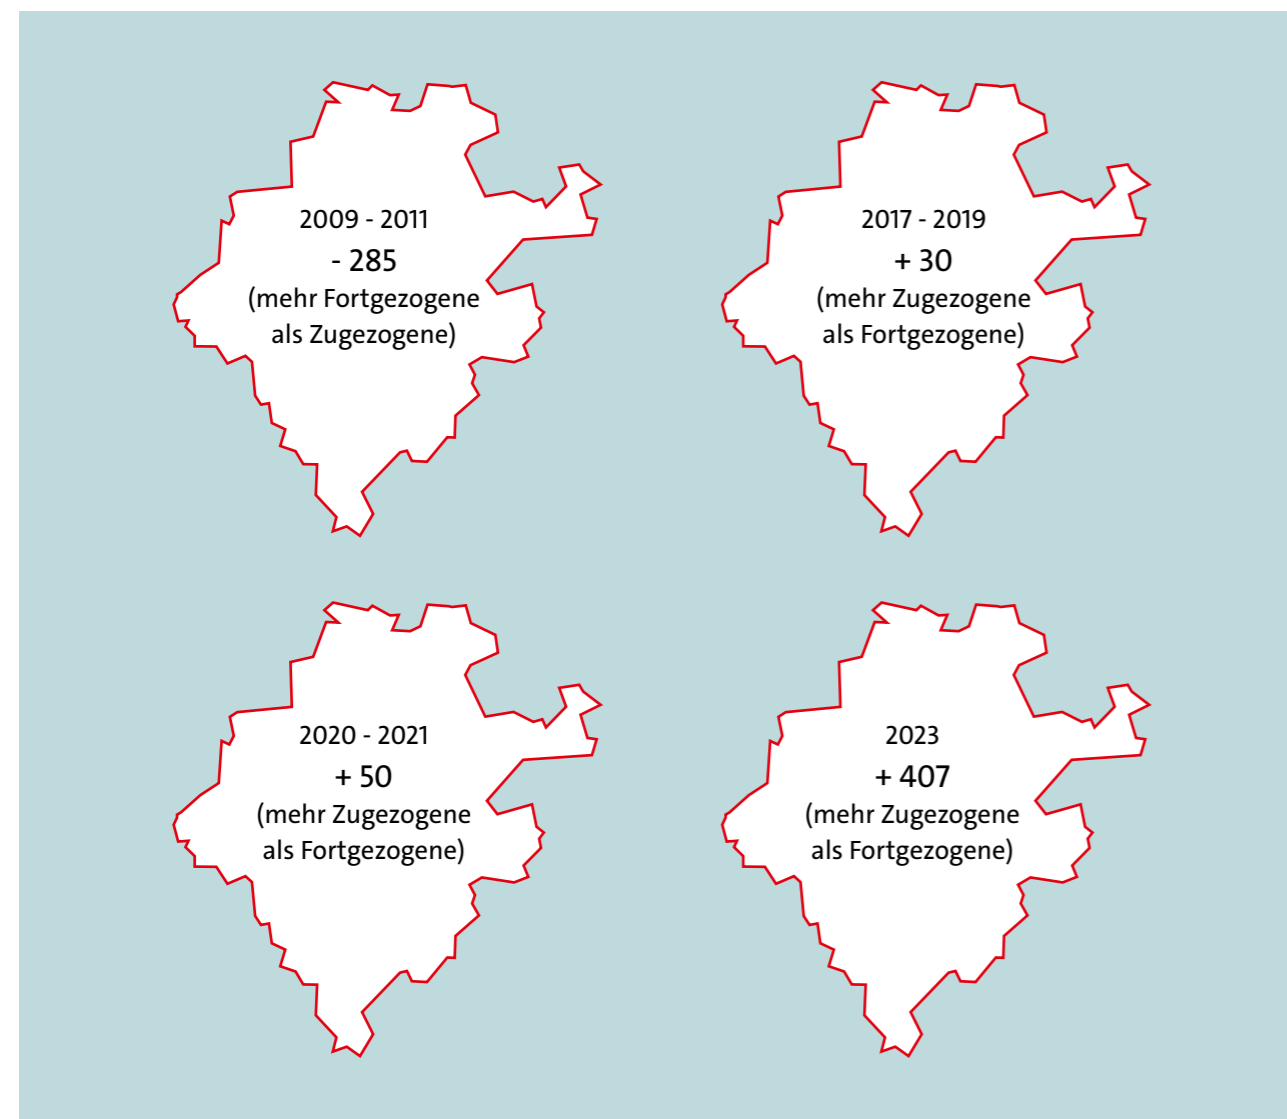 2009 - 2011
- 285
(mehr Fortgezogene
als Zugezogene)
2017 - 2019
+ 30
(mehr Zugezogene
als Fortgezogene)
2020 - 2021
+ 50
(mehr Zugezogene
als Fortgezogene)
2023
+ 407
(mehr Zugezogene
als Fortgezogene)